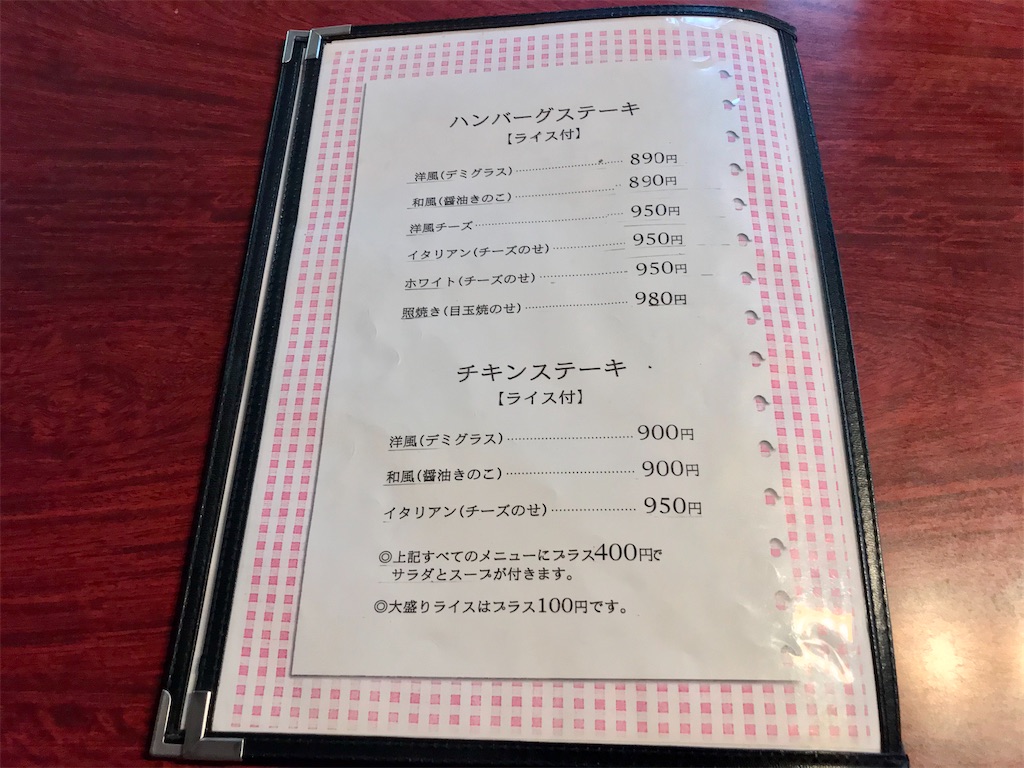 ハンバーグステーキ
【ライス付】
洋風(デミグラス) 890円
和風(醤油きのこ) 890円
洋風チーズ 950円
イタリアン(チーズのせ) 950円
ホワイト(チーズのせ) 950円
照焼き(目玉焼のせ) 980円
チキンステーキ
【ライス付】
洋風(デミグラス) 900円
和風(醤油きのこ) 900円
イタリアン(チーズのせ) 950円
◎上記すべてのメニューにプラス400円で
サラダとスープが付きます。
◎大盛りライスはプラス100円です。